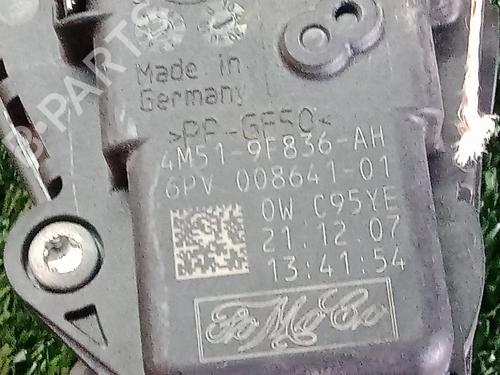 Made in
Germany
>PP-GF50<
4M51-9F836-AH
6PV 008641-01
0W C95YE
21.12.07
13:41:54
FoMoCo
B-PARTS